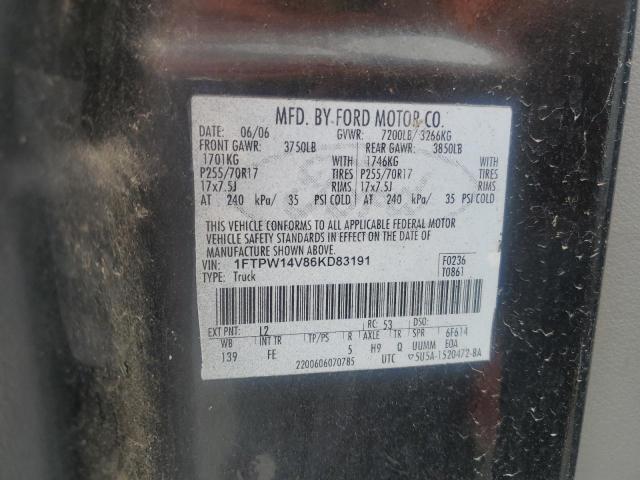 MFD. BY FORD MOTOR CO.
DATE: 06/06 GVWR: 7200LB/3266KG
FRONT GAWR: 3750LB REAR GAWR: 3850LB
1701KG WITH 1746KG WITH
P255/70R17 TIRES P255/70R17 TIRES
17x7.5J RIMS 17x7.5J RIMS
AT 240 kPa/ 35 PSI COLD AT 240 kPa/ 35 PSI COLD
THIS VEHICLE CONFORMS TO ALL APPLICABLE FEDERAL MOTOR
VEHICLE SAFETY STANDARDS IN EFFECT ON THE DATE OF
MANUFACTURE SHOWN ABOVE.
VIN: 1FTPW14V86KD83191 F0236
TYPE: Truck T0861
EXT PNT: L2 RC: 53 DSO:
WB INT TR TP/PS R AXLE TR SPR 6F614
139 FE 5 H9 Q UUMM EOA
2200606070785 UTC ▽5U5A-1520472-BA